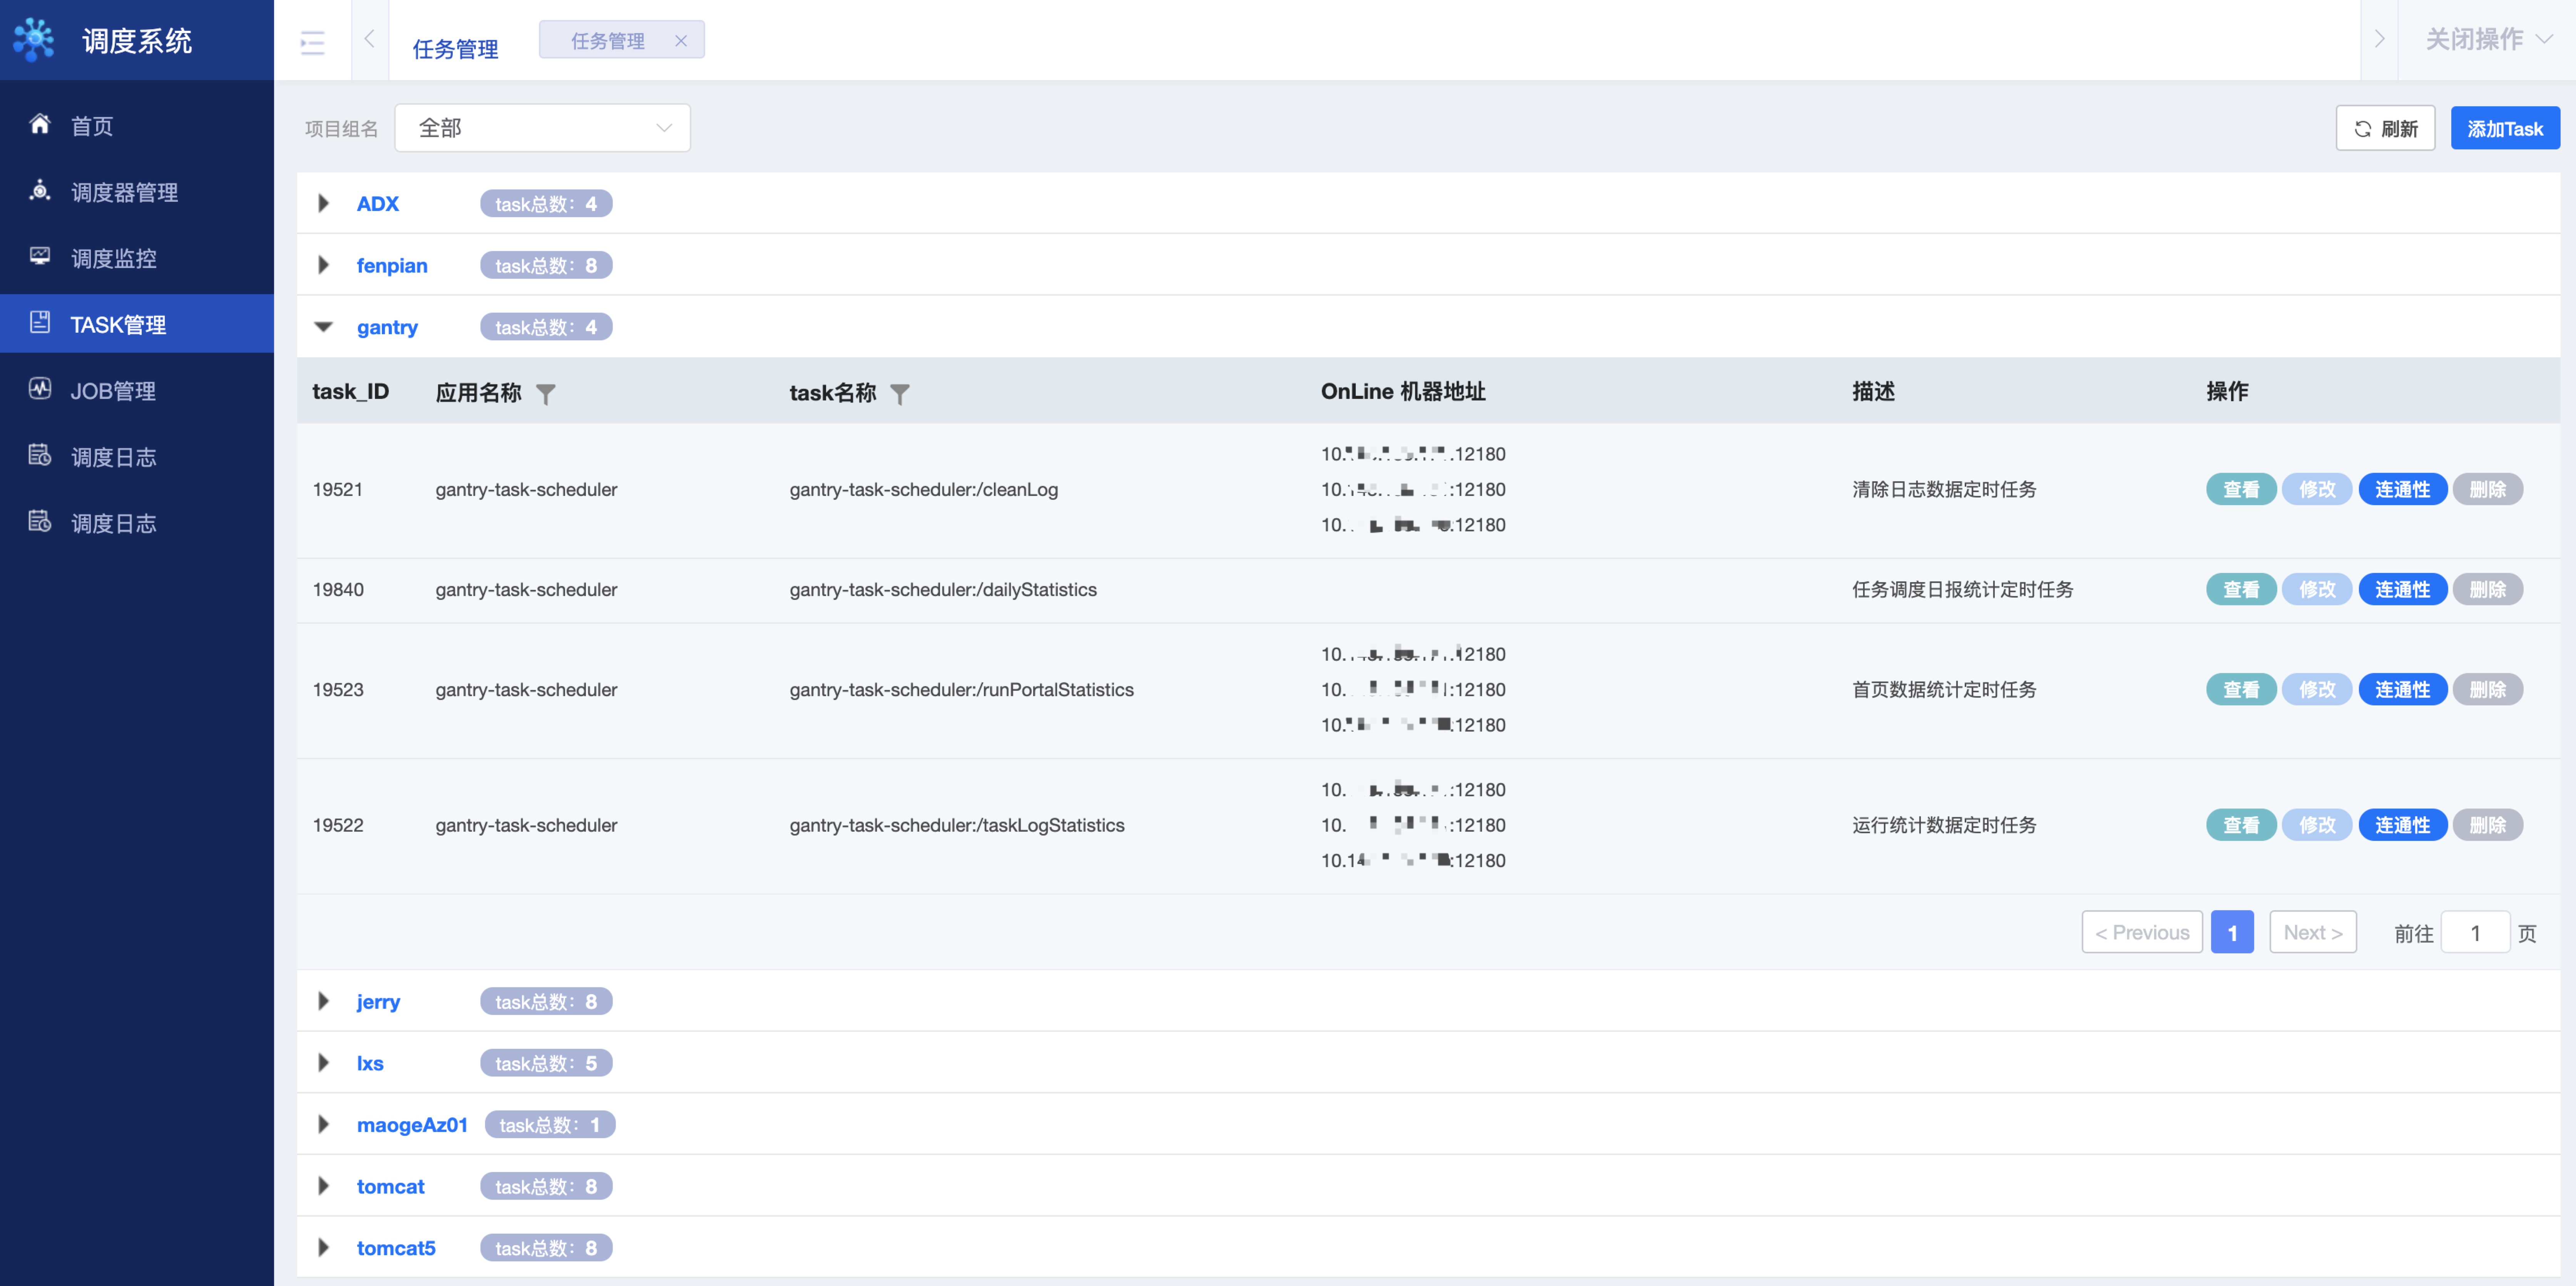 调度系统
任务管理
任务管理 ×
关闭操作
首页
调度器管理
调度监控
TASK管理
JOB管理
调度日志
调度日志
项目组名 全部
刷新 添加Task
ADX task总数：4
fenpian task总数：8
gantry task总数：4
task_ID 应用名称 task名称 OnLine 机器地址 描述 操作
10. :12180
19521 gantry-task-scheduler gantry-task-scheduler:/cleanLog 10. :12180 清除日志数据定时任务 查看 修改 连通性 删除
10. :12180
19840 gantry-task-scheduler gantry-task-scheduler:/dailyStatistics 任务调度日报统计定时任务 查看 修改 连通性 删除
10. 12180
19523 gantry-task-scheduler gantry-task-scheduler:/runPortalStatistics 10. :12180 首页数据统计定时任务 查看 修改 连通性 删除
10. :12180
10. :12180
19522 gantry-task-scheduler gantry-task-scheduler:/taskLogStatistics 10. :12180 运行统计数据定时任务 查看 修改 连通性 删除
10. :12180
< Previous 1 Next > 前往 1 页
jerry task总数：8
lxs task总数：5
maogeAz01 task总数：1
tomcat task总数：8
tomcat5 task总数：8